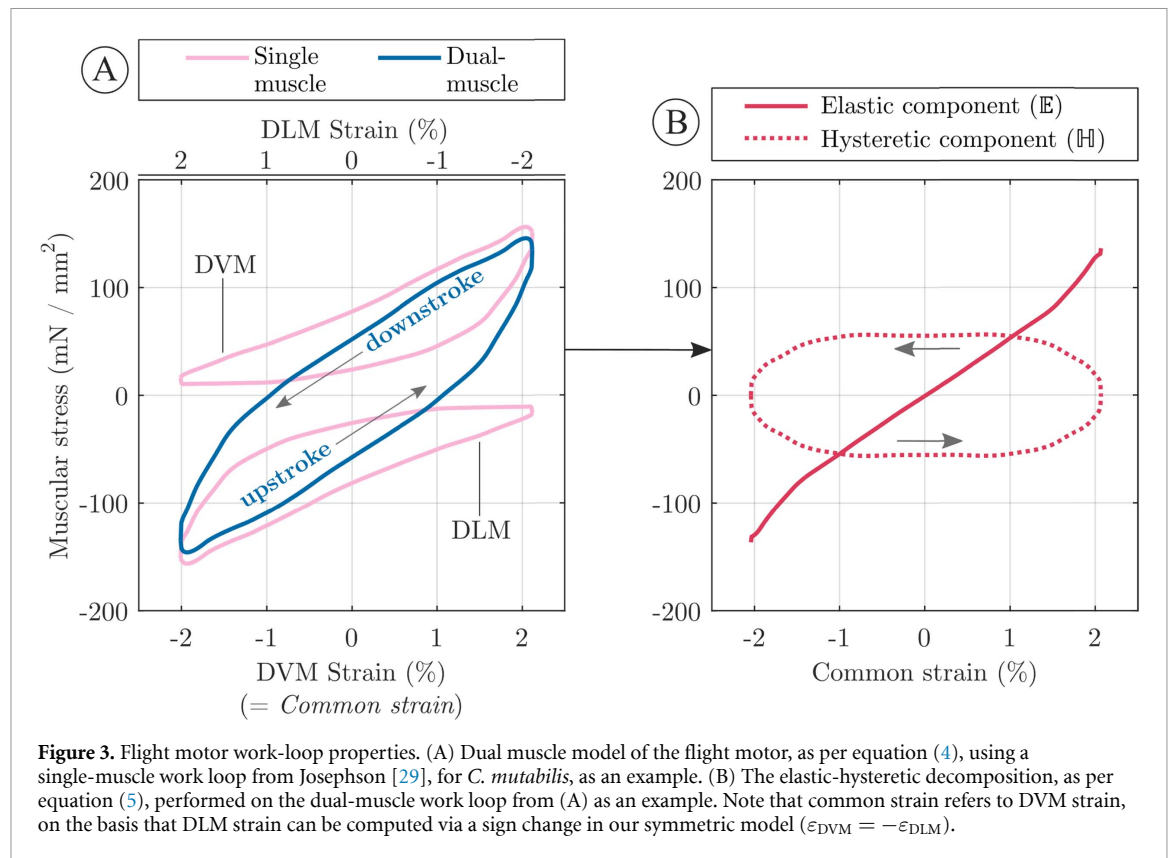 A
Single muscle
Dual-muscle
DLM Strain (%)
2 1 0 -1 -2
200
100
0
-100
-200
Muscular stress (mN / mm²)
DVM
downstroke
upstroke
DLM
-2 -1 0 1 2
DVM Strain (%)
(= Common strain)
B
Elastic component (𝔼)
Hysteretic component (ℍ)
200
100
0
-100
-200
-2 -1 0 1 2
Common strain (%)
Figure 3. Flight motor work-loop properties. (A) Dual muscle model of the flight motor, as per equation (4), using a
single-muscle work loop from Josephson [29], for C. mutabilis, as an example. (B) The elastic-hysteretic decomposition, as per
equation (5), performed on the dual-muscle work loop from (A) as an example. Note that common strain refers to DVM strain,
on the basis that DLM strain can be computed via a sign change in our symmetric model (εDVM = −εDLM).